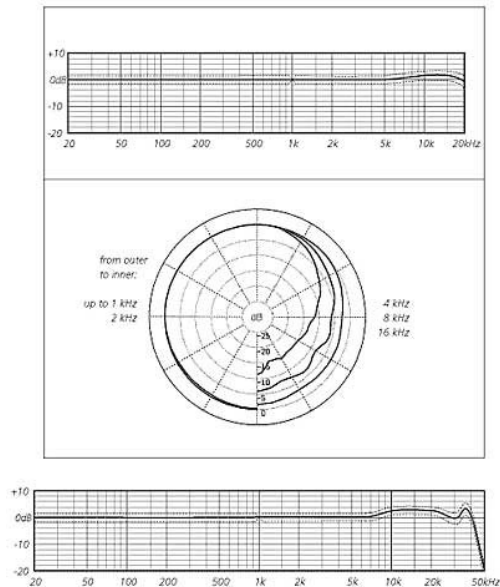 +10
0dB
-10
-20
20 50 100 200 500 1k 2k 5k 10k 20kHz
from outer
to inner:
up to 1 kHz
2 kHz
4 kHz
8 kHz
16 kHz
dB
-25
-20
-15
-10
-5
0
+10
0dB
-10
-20
20 50 100 200 500 1k 2k 5k 10k 20k 50kHz